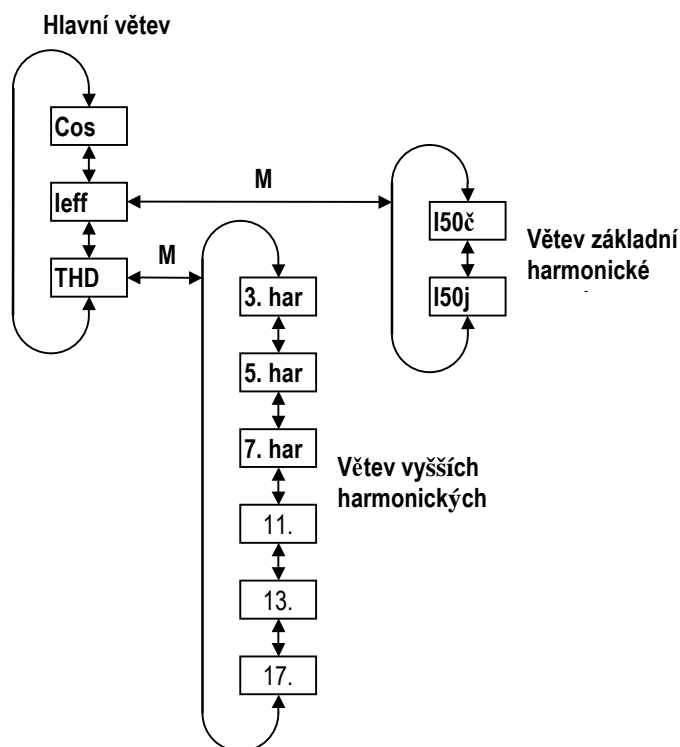 Hlavní větev
Cos
Ieff
M
I50č
Větev základní
harmonické
I50j
THD
M
3. har
5. har
7. har
Větev vyšších
harmonických
11.
13.
17.